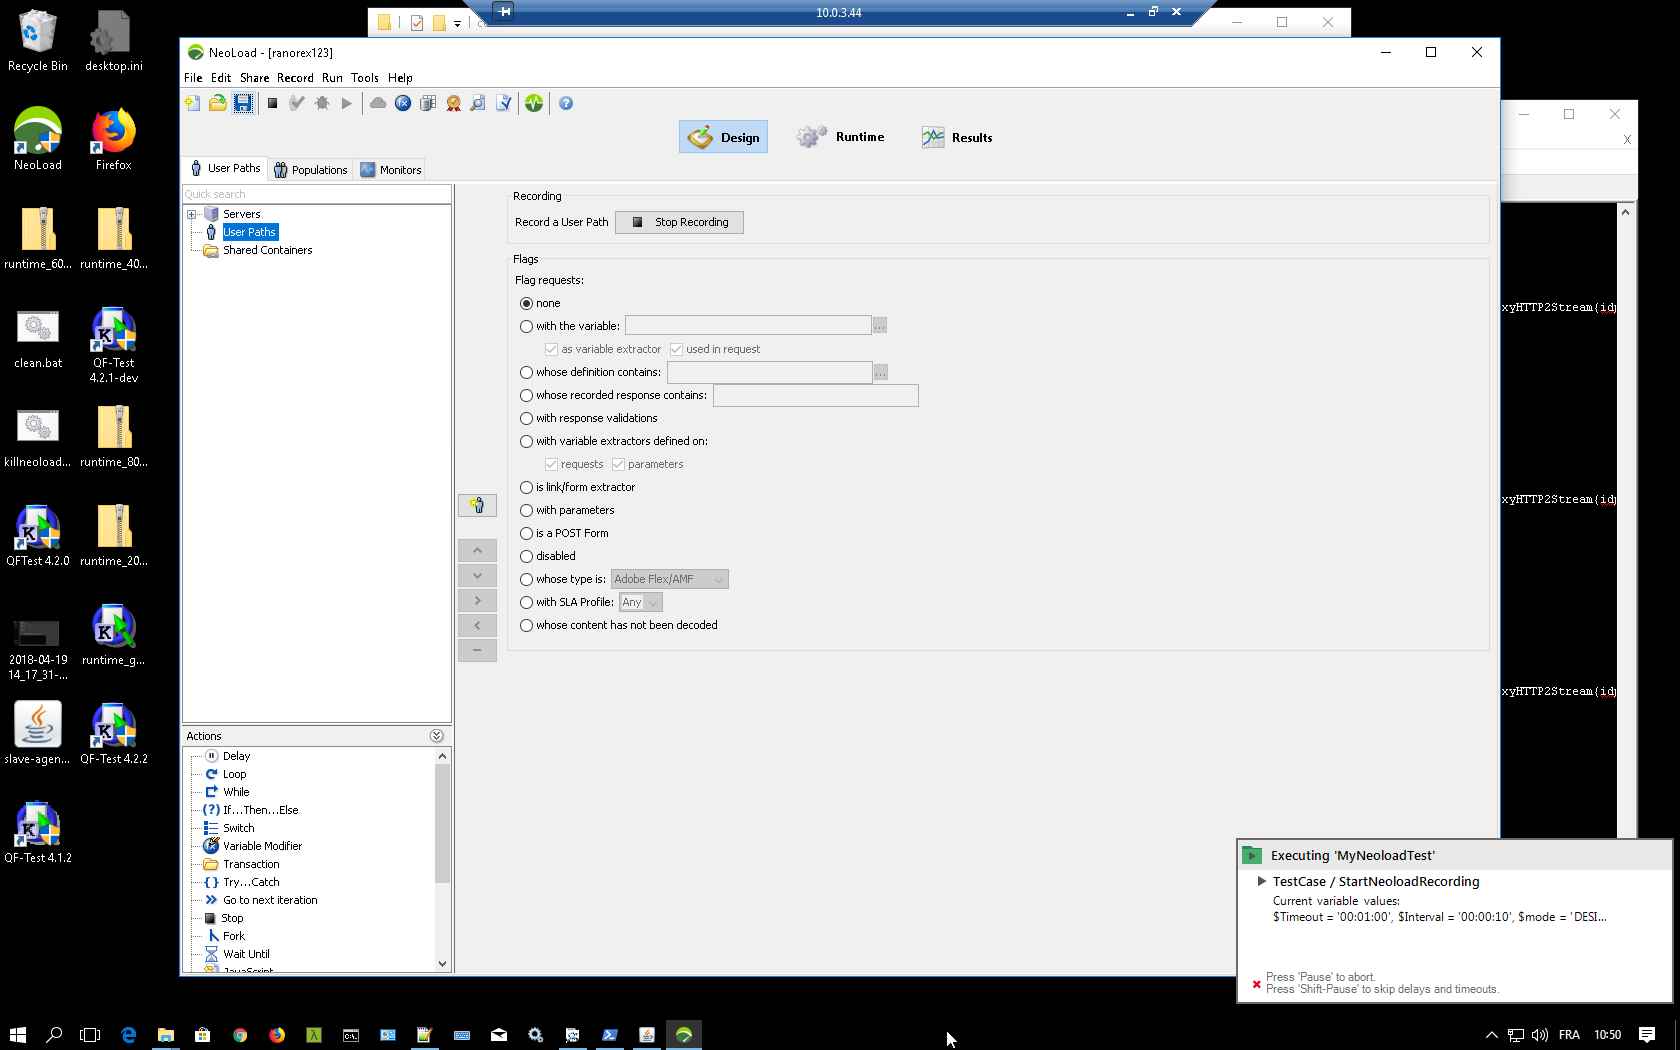 10.0.3.44
Recycle Bin
desktop.ini
NeoLoad
Firefox
runtime_60...
runtime_40...
clean.bat
QF-Test
4.2.1-dev
killneoload...
runtime_80...
QFTest 4.2.0
runtime_20...
2018-04-19
14_17_31-...
runtime_g...
slave-agen...
QF-Test 4.2.2
QF-Test 4.1.2
NeoLoad - [ranorex123]
File Edit Share Record Run Tools Help
Design
Runtime
Results
User Paths
Populations
Monitors
Quick search
Servers
User Paths
Shared Containers
Recording
Record a User Path
Stop Recording
Flags
Flag requests:
none
with the variable:
...
as variable extractor
used in request
whose definition contains:
...
whose recorded response contains:
with response validations
with variable extractors defined on:
requests
parameters
is link/form extractor
with parameters
is a POST Form
disabled
whose type is:
Adobe Flex/AMF
with SLA Profile:
Any
whose content has not been decoded
Actions
Delay
Loop
While
If...Then...Else
Switch
Variable Modifier
Transaction
Try...Catch
Go to next iteration
Stop
Fork
Wait Until
JavaScript
X
xyHTTP2Stream{idp
xyHTTP2Stream{idp
xyHTTP2Stream{idp
Executing 'MyNeoloadTest'
TestCase / StartNeoloadRecording
Current variable values:
$Timeout = '00:01:00', $Interval = '00:00:10', $mode = 'DESI...
Press 'Pause' to abort.
Press 'Shift-Pause' to skip delays and timeouts.
FRA
10:50